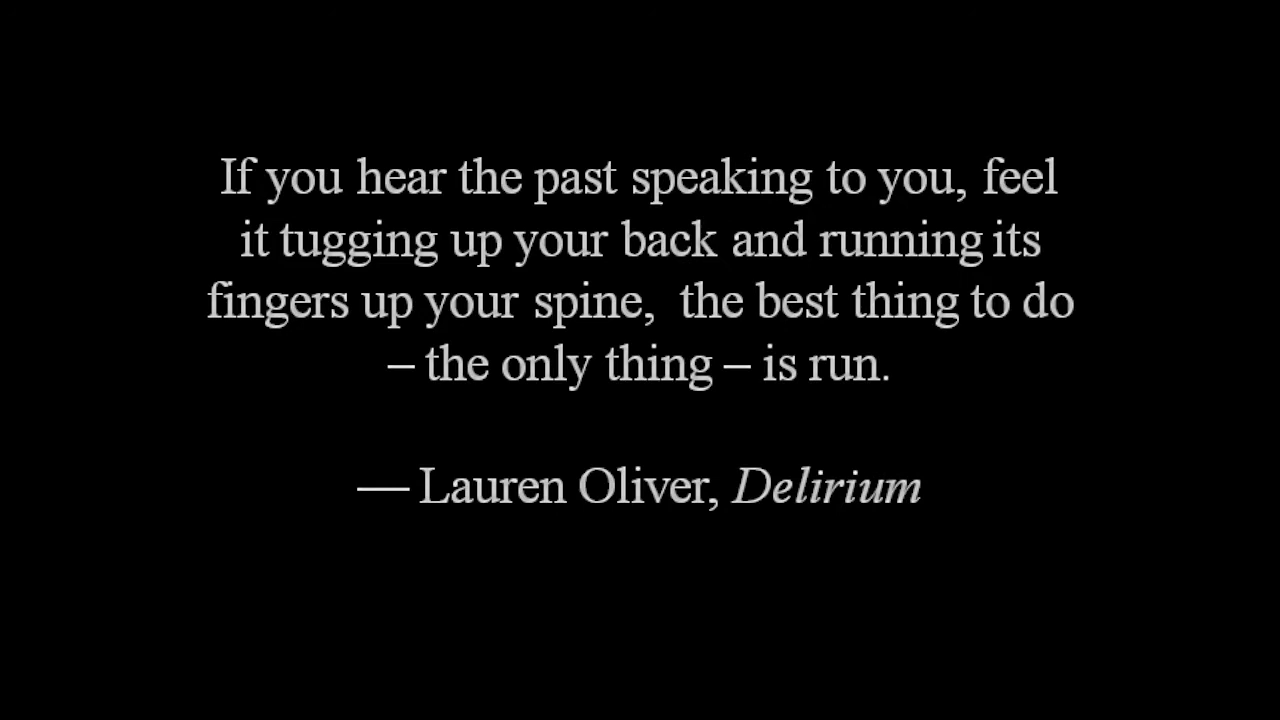 If you hear the past speaking to you, feel
it tugging up your back and running its
fingers up your spine,  the best thing to do
– the only thing – is run.
— Lauren Oliver, Delirium